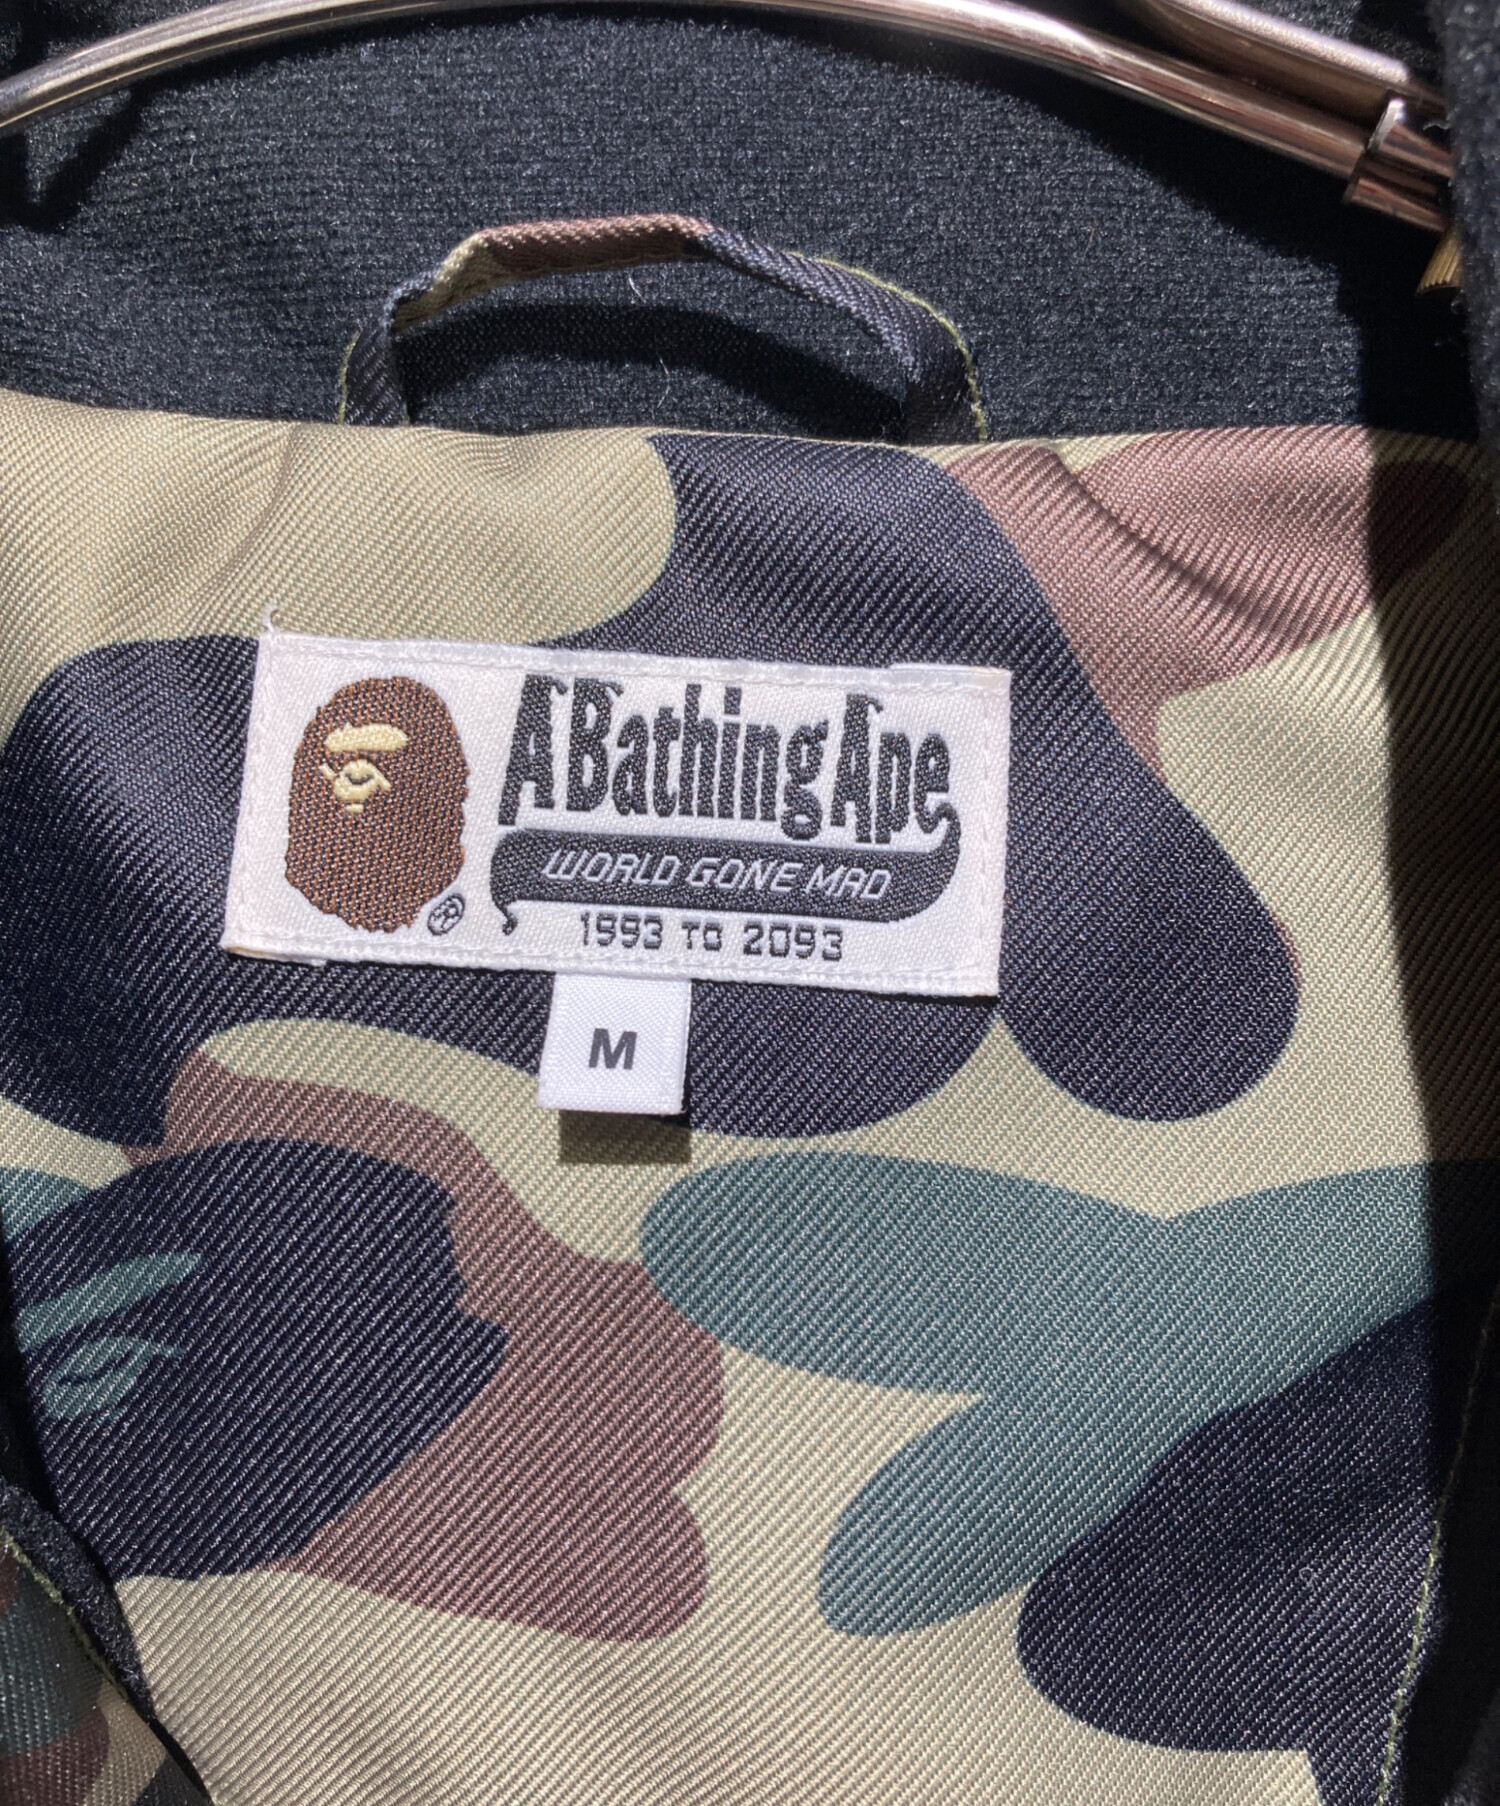 A Bathing Ape
WORLD GONE MAD
1993 TO 2093
®
M